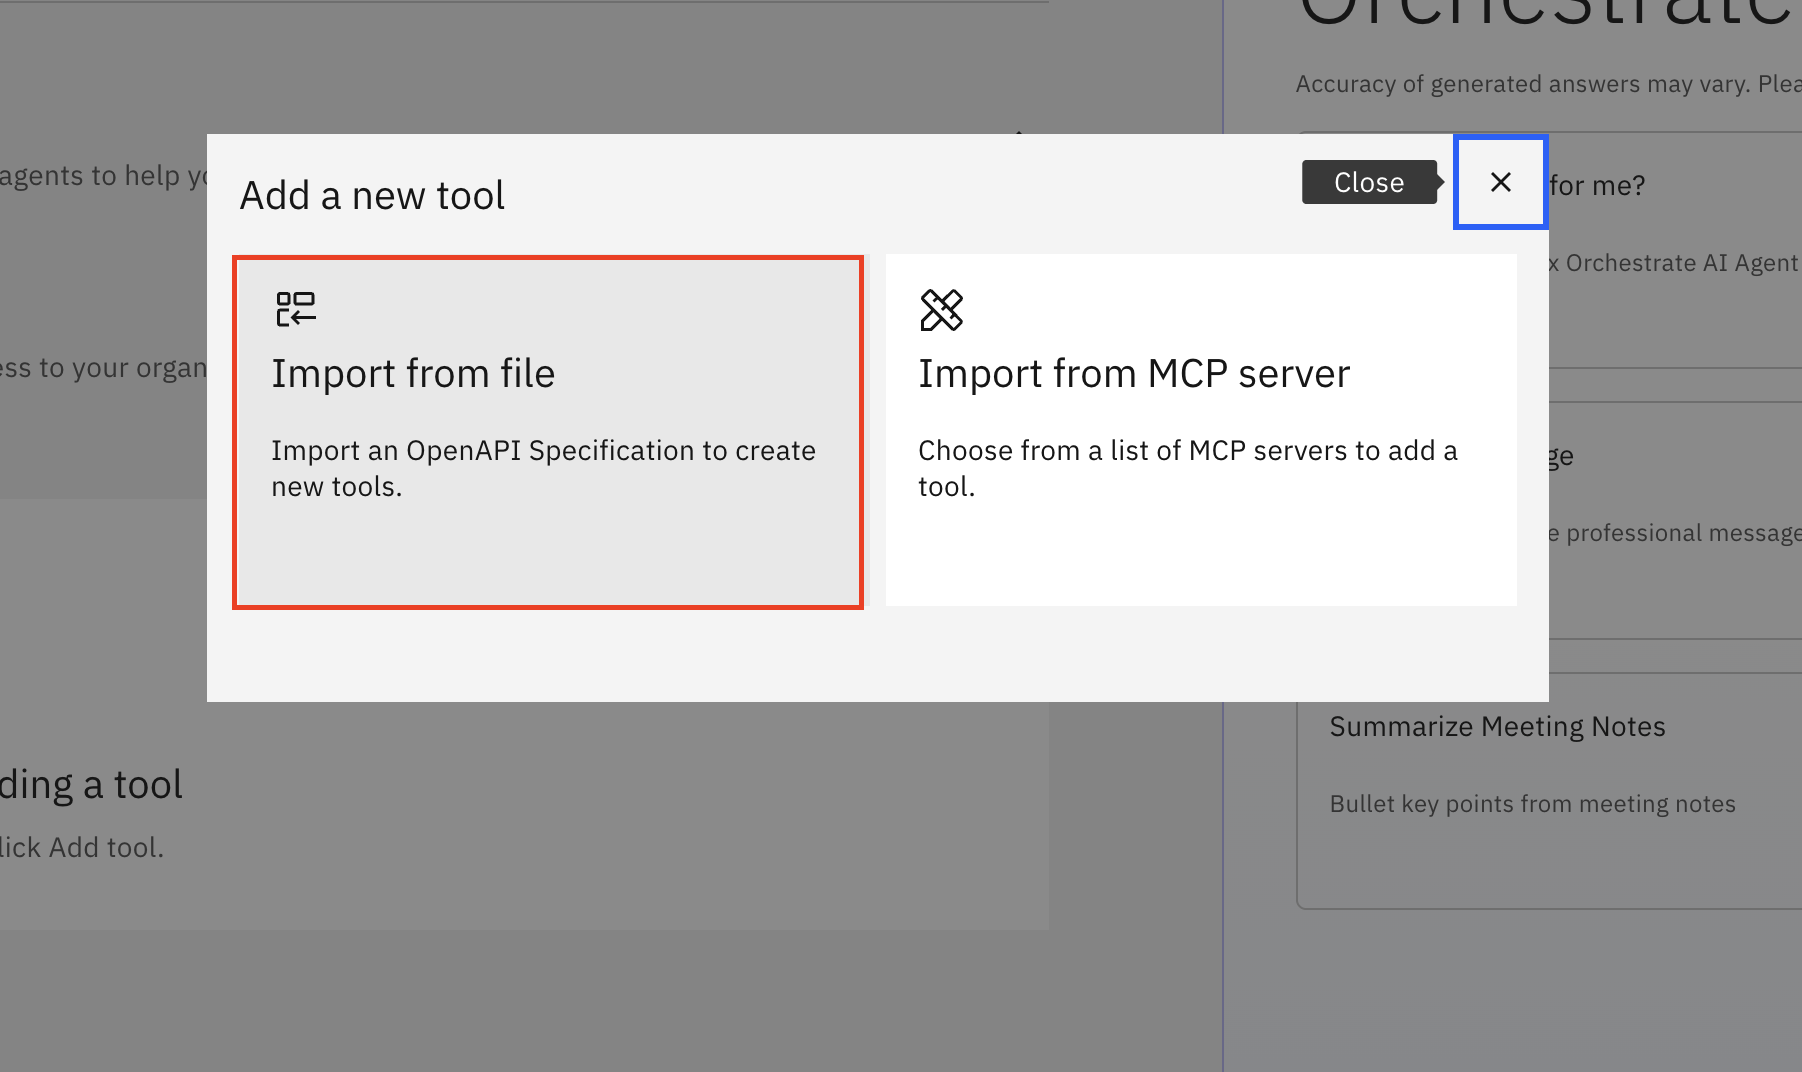 Orchestrate
Accuracy of generated answers may vary. Plea
agents to help yo
Add a new tool
Close
for me?
x Orchestrate AI Agent
Import from file
Import an OpenAPI Specification to create
new tools.
Import from MCP server
Choose from a list of MCP servers to add a
tool.
ess to your organ
ge
e professional message
Summarize Meeting Notes
Bullet key points from meeting notes
ding a tool
lick Add tool.